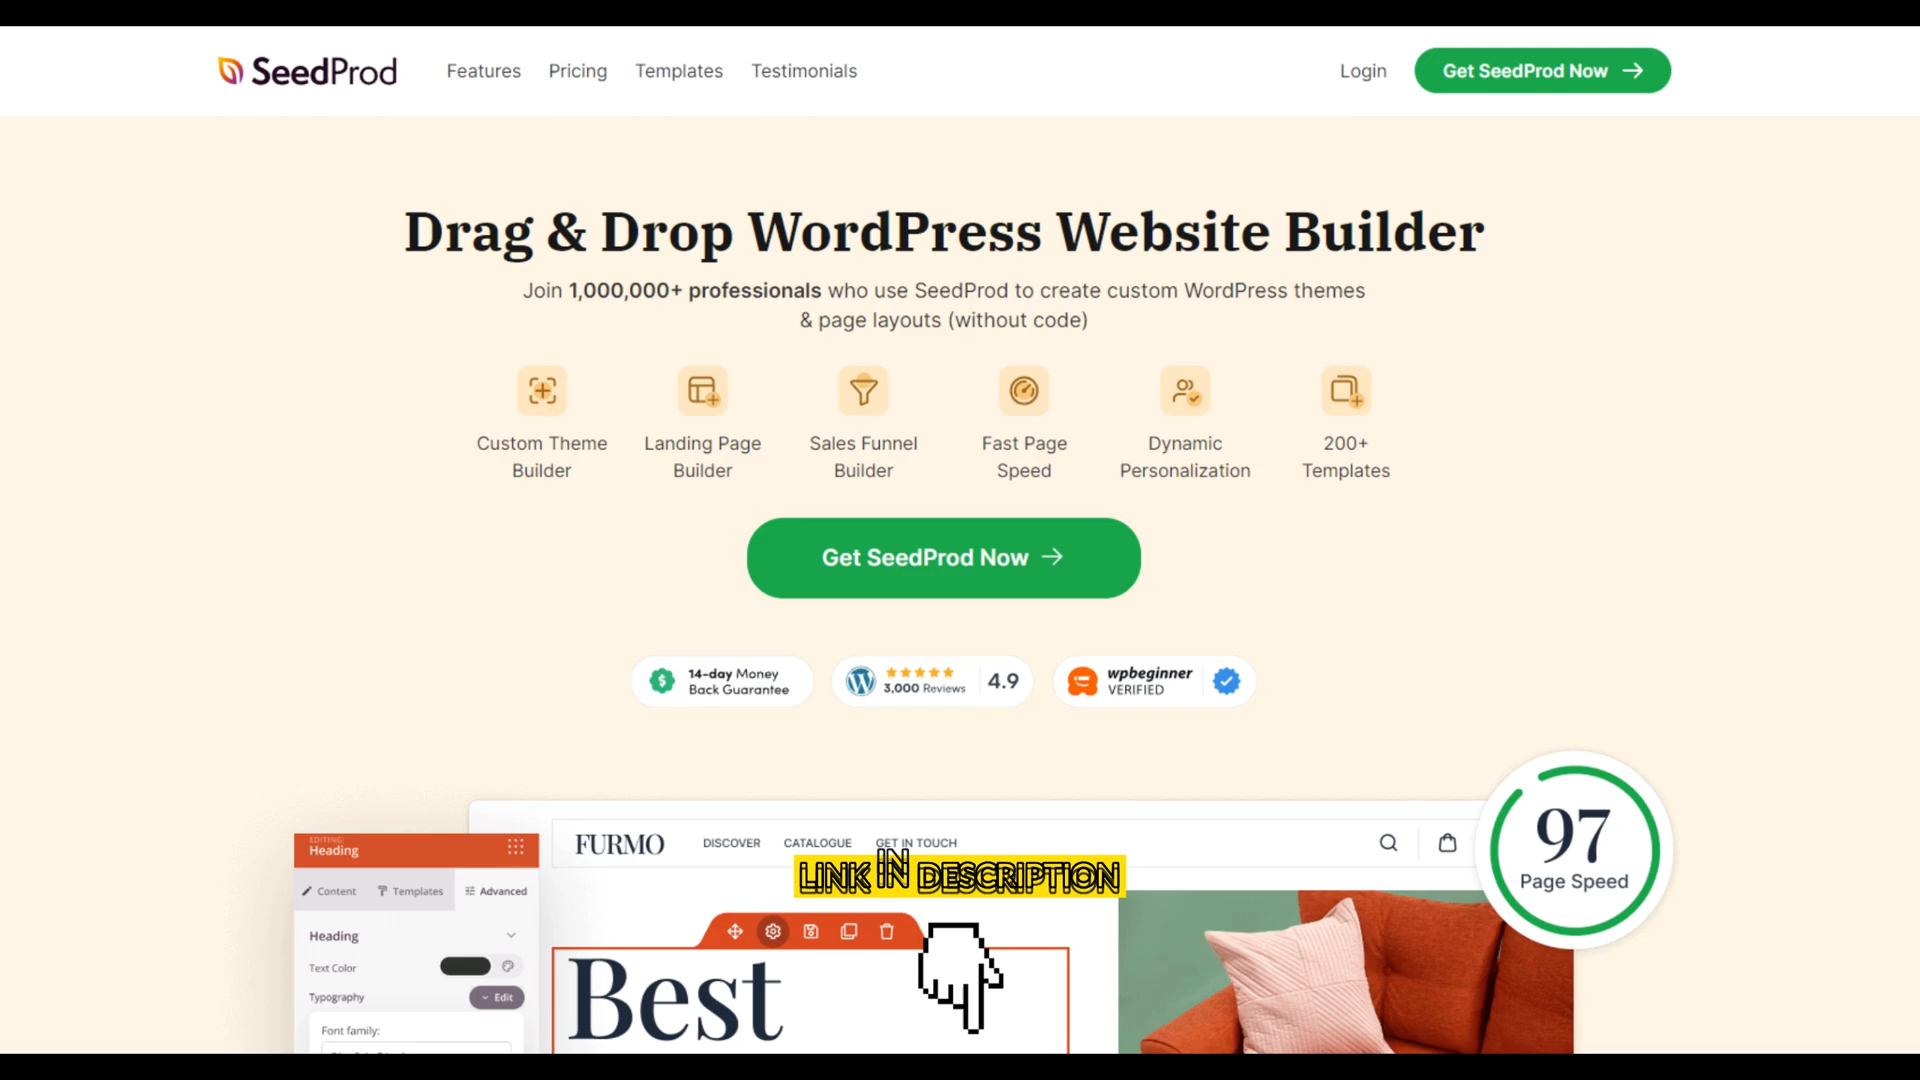 SeedProd
Features
Pricing
Templates
Testimonials
Login
Get SeedProd Now
Drag & Drop WordPress Website Builder
Join 1,000,000+ professionals who use SeedProd to create custom WordPress themes
& page layouts (without code)
Custom Theme
Builder
Landing Page
Builder
Sales Funnel
Builder
Fast Page
Speed
Dynamic
Personalization
200+
Templates
Get SeedProd Now
14-day Money
Back Guarantee
3,000 Reviews
4.9
wpbeginner
VERIFIED
97
Page Speed
FURMO
DISCOVER
CATALOGUE
GET IN TOUCH
LINK IN DESCRIPTION
EDITING:
Heading
Content
Templates
Advanced
Heading
Text Color
Typography
Edit
Font family:
Best